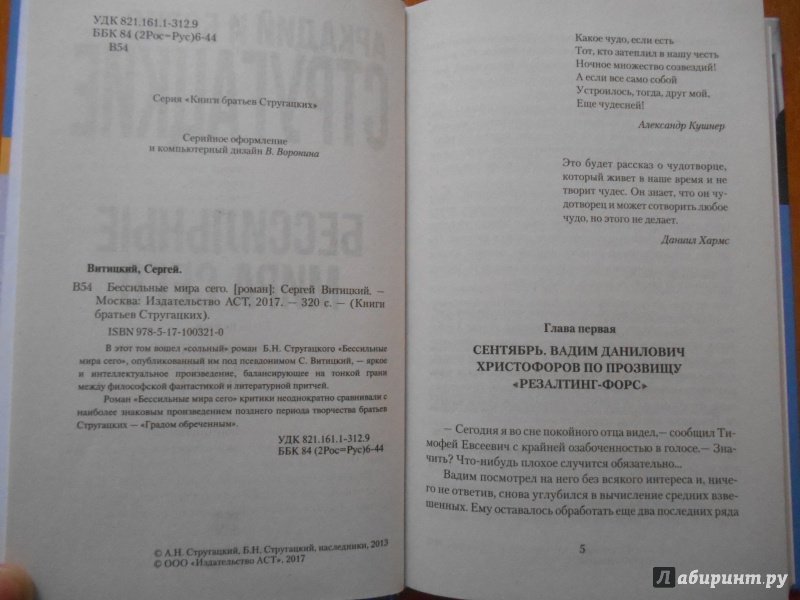 УДК 821.161.1-312.9
ББК 84 (2Рос=Рус)6-44
В54
Серия «Книги братьев Стругацких»
Серийное оформление
и компьютерный дизайн В. Воронина
Витицкий, Сергей.
В54 Бессильные мира сего. [роман]: Сергей Витицкий. —
Москва: Издательство АСТ, 2017. — 320 с. — (Книги
братьев Стругацких).
ISBN 978-5-17-100321-0
В этот том вошел «сольный» роман Б.Н. Стругацкого «Бессильные
мира сего», опубликованный им под псевдонимом С. Витицкий, — яркое
и интеллектуальное произведение, балансирующее на тонкой грани
между философской фантастикой и литературной притчей.
Роман «Бессильные мира сего» критики неоднократно сравнивали с
наиболее знаковым произведением позднего периода творчества братьев
Стругацких — «Градом обреченным».
УДК 821.161.1-312.9
ББК 84 (2Рос=Рус)6-44
© А.Н. Стругацкий, Б.Н. Стругацкий, наследники, 2013
© ООО «Издательство АСТ», 2017
Какое чудо, если есть
Тот, кто затеплил в нашу честь
Ночное множество созвездий!
А если все само собой
Устроилось, тогда, друг мой,
Еще чудесней!
Александр Кушнер
Это будет рассказ о чудотворце,
который живет в наше время и не
творит чудес. Он знает, что он чу-
дотворец и может сотворить любое
чудо, но этого не делает.
Даниил Хармс
Глава первая
СЕНТЯБРЬ. ВАДИМ ДАНИЛОВИЧ
ХРИСТОФОРОВ ПО ПРОЗВИЩУ
«РЕЗАЛТИНГ-ФОРС»
— Сегодня я во сне покойного отца видел,— сообщил Ти-
мофей Евсеевич с крайней озабоченностью в голосе.— Зна-
чить? Что-нибудь плохое случится обязательно...
Вадим посмотрел на него без всякого интереса и, ниче-
го не ответив, снова углубился в вычисление средних взве-
шенных. Ему оставалось обработать еще два последних ряда
5
Лабиринт.ру